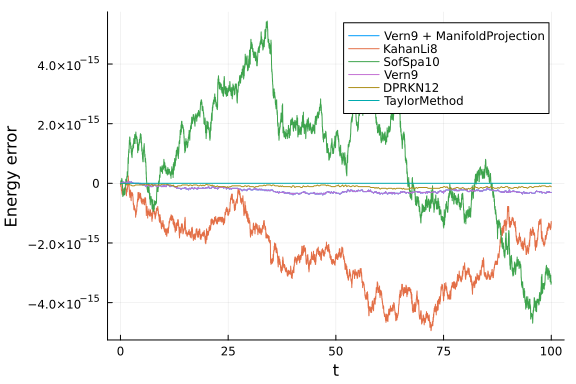 Energy error
4.0×10⁻¹⁵
2.0×10⁻¹⁵
0
−2.0×10⁻¹⁵
−4.0×10⁻¹⁵
Vern9 + ManifoldProjection
KahanLi8
SofSpa10
Vern9
DPRKN12
TaylorMethod
0 25 50 75 100
t